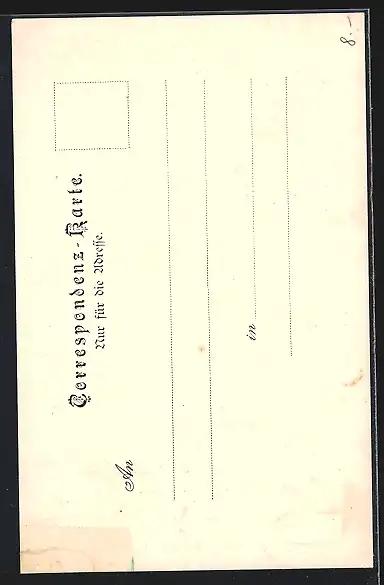 Correspondenz-Karte.
Nur für die Adresse.
An
in
8.-